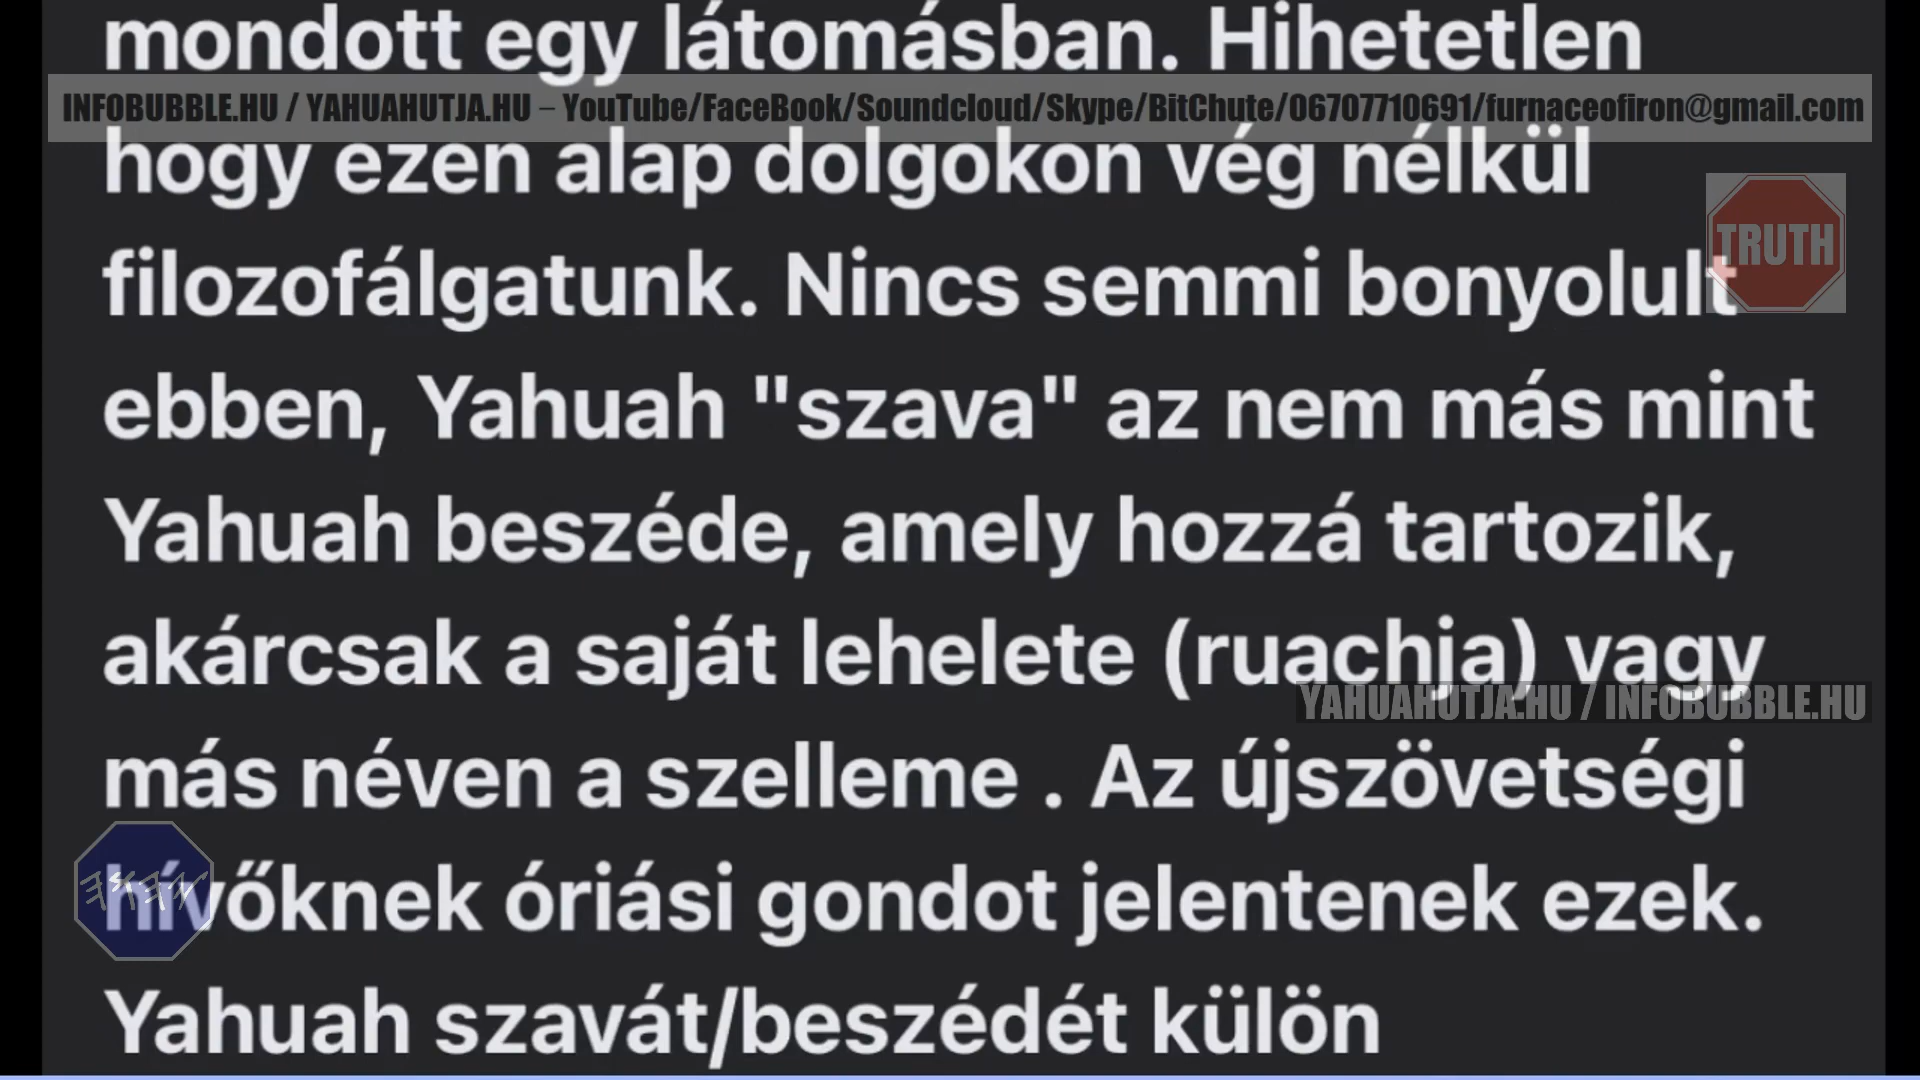 mondott egy látomásban. Hihetetlen
INFOBUBBLE.HU / YAHUAHUTJA.HU – YouTube/FaceBook/Soundcloud/Skype/BitChute/06707710691/furnaceofiron@gmail.com
hogy ezen alap dolgokon vég nélkül
TRUTH
filozofálgatunk. Nincs semmi bonyolult
ebben, Yahuah "szava" az nem más mint
Yahuah beszéde, amely hozzá tartozik,
akárcsak a saját lehelete (ruachja) vagy
YAHUAHUTJA.HU / INFOBUBBLE.HU
más néven a szelleme . Az újszövetségi
hívőknek óriási gondot jelentenek ezek.
Yahuah szavát/beszédét külön